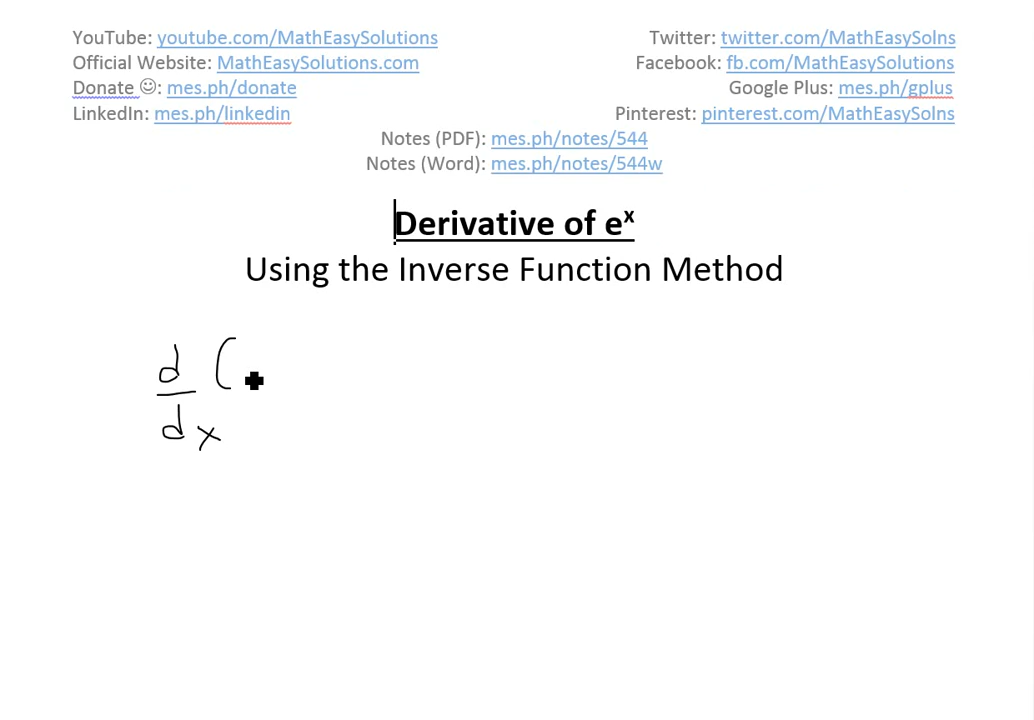 YouTube: youtube.com/MathEasySolutions
Official Website: MathEasySolutions.com
Donate ☺: mes.ph/donate
LinkedIn: mes.ph/linkedin
Twitter: twitter.com/MathEasySolns
Facebook: fb.com/MathEasySolutions
Google Plus: mes.ph/gplus
Pinterest: pinterest.com/MathEasySolns
Notes (PDF): mes.ph/notes/544
Notes (Word): mes.ph/notes/544w
Derivative of eˣ
Using the Inverse Function Method
d (
dx